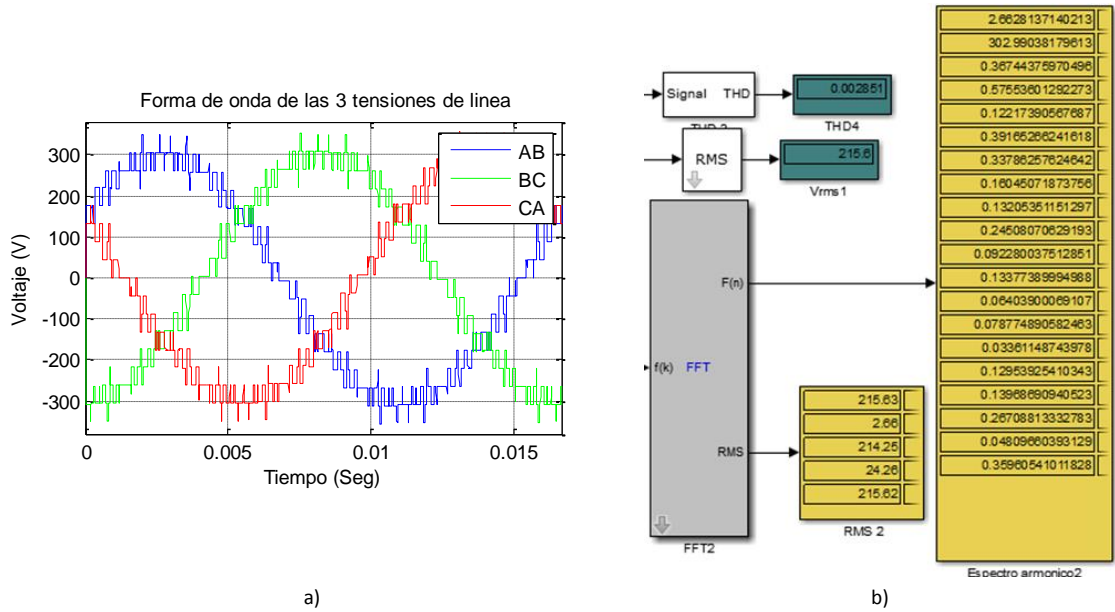 Forma de onda de las 3 tensiones de linea
300
200
100
0
-100
-200
-300
Voltaje (V)
AB
BC
CA
0
0.005
0.01
0.015
Tiempo (Seg)
a)
Signal THD
0.002851
THD4
RMS
215.6
Vrms1
f(k)
FFT
F(n)
RMS
FFT2
215.63
2.66
214.25
24.26
215.62
RMS 2
2.6628137140213
302.99038179613
0.36744375970496
0.57553601292273
0.12217390567687
0.39165266241618
0.33786257624642
0.16045071873756
0.13205351151297
0.24508070629193
0.092280037512851
0.13377389994988
0.06403900069107
0.078774890582463
0.03361148743978
0.12953925410343
0.13968690940523
0.26708813332783
0.04809660393129
0.35960541011828
Espectro armonico2
b)